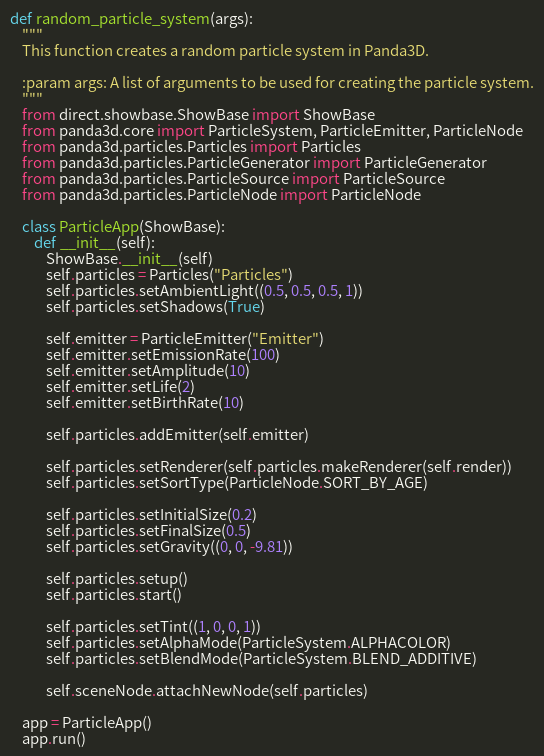 def random_particle_system(args):
    """
    This function creates a random particle system in Panda3D.

    :param args: A list of arguments to be used for creating the particle system.
    """
    from direct.showbase.ShowBase import ShowBase
    from panda3d.core import ParticleSystem, ParticleEmitter, ParticleNode
    from panda3d.particles.Particles import Particles
    from panda3d.particles.ParticleGenerator import ParticleGenerator
    from panda3d.particles.ParticleSource import ParticleSource
    from panda3d.particles.ParticleNode import ParticleNode

    class ParticleApp(ShowBase):
        def __init__(self):
            ShowBase.__init__(self)
            self.particles = Particles("Particles")
            self.particles.setAmbientLight((0.5, 0.5, 0.5, 1))
            self.particles.setShadows(True)

            self.emitter = ParticleEmitter("Emitter")
            self.emitter.setEmissionRate(100)
            self.emitter.setAmplitude(10)
            self.emitter.setLife(2)
            self.emitter.setBirthRate(10)

            self.particles.addEmitter(self.emitter)

            self.particles.setRenderer(self.particles.makeRenderer(self.render))
            self.particles.setSortType(ParticleNode.SORT_BY_AGE)

            self.particles.setInitialSize(0.2)
            self.particles.setFinalSize(0.5)
            self.particles.setGravity((0, 0, -9.81))

            self.particles.setup()
            self.particles.start()

            self.particles.setTint((1, 0, 0, 1))
            self.particles.setAlphaMode(ParticleSystem.ALPHACOLOR)
            self.particles.setBlendMode(ParticleSystem.BLEND_ADDITIVE)

            self.sceneNode.attachNewNode(self.particles)

    app = ParticleApp()
    app.run()